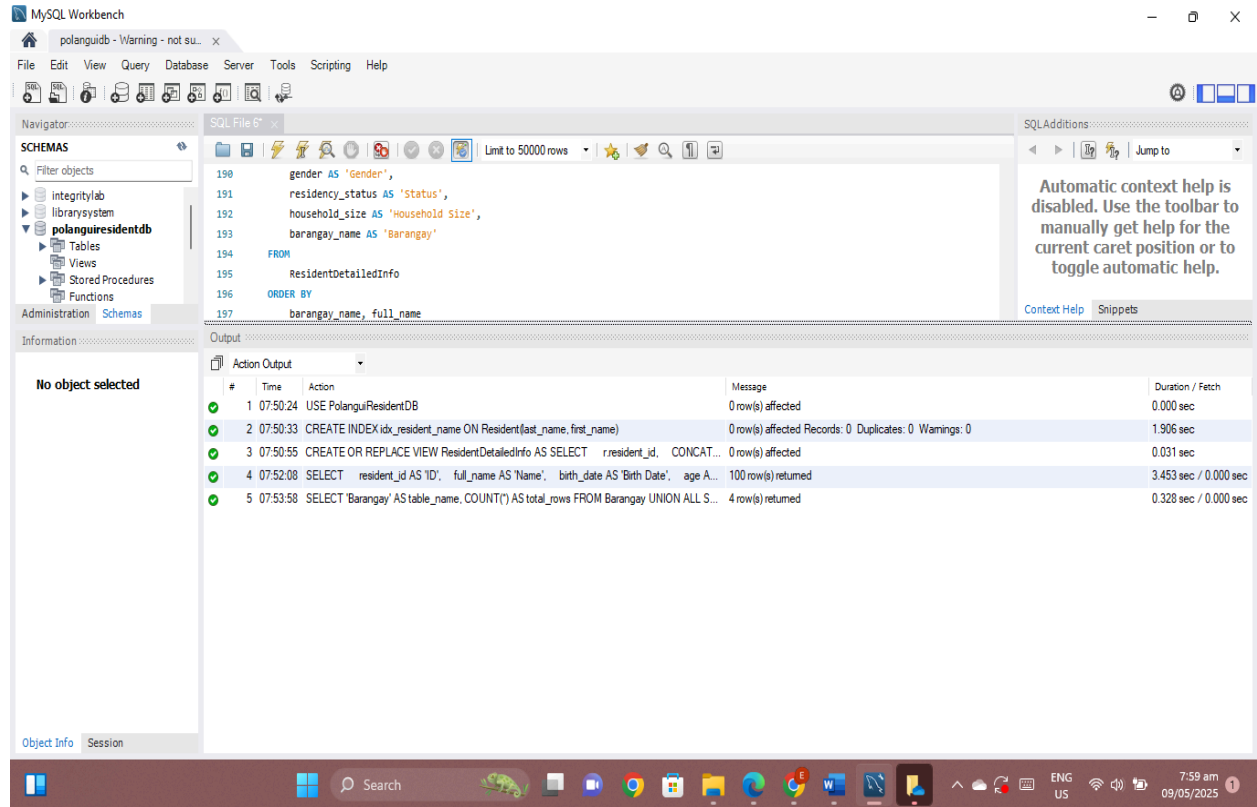 MySQL Workbench
polanguidb - Warning - not su...
File Edit View Query Database Server Tools Scripting Help
Navigator
SCHEMAS
Filter objects
integritylab
librarysystem
polanguiresidentdb
Tables
Views
Stored Procedures
Functions
Administration Schemas
Information
No object selected
Object Info Session
SQL File 6*
Limit to 50000 rows
190 gender AS 'Gender',
191 residency_status AS 'Status',
192 household_size AS 'Household Size',
193 barangay_name AS 'Barangay'
194 FROM
195 ResidentDetailedInfo
196 ORDER BY
197 barangay_name, full_name
SQLAdditions
Jump to
Automatic context help is
disabled. Use the toolbar to
manually get help for the
current caret position or to
toggle automatic help.
Context Help Snippets
Output
Action Output
# Time Action Message Duration / Fetch
1 07:50:24 USE PolanguiResidentDB 0 row(s) affected 0.000 sec
2 07:50:33 CREATE INDEX idx_resident_name ON Resident(last_name, first_name) 0 row(s) affected Records: 0 Duplicates: 0 Warnings: 0 1.906 sec
3 07:50:55 CREATE OR REPLACE VIEW ResidentDetailedInfo AS SELECT r.resident_id, CONCAT... 0 row(s) affected 0.031 sec
4 07:52:08 SELECT resident_id AS 'ID', full_name AS 'Name', birth_date AS 'Birth Date', age A... 100 row(s) returned 3.453 sec / 0.000 sec
5 07:53:58 SELECT 'Barangay' AS table_name, COUNT(*) AS total_rows FROM Barangay UNION ALL S... 4 row(s) returned 0.328 sec / 0.000 sec
Search
ENG
US
7:59 am
09/05/2025
1